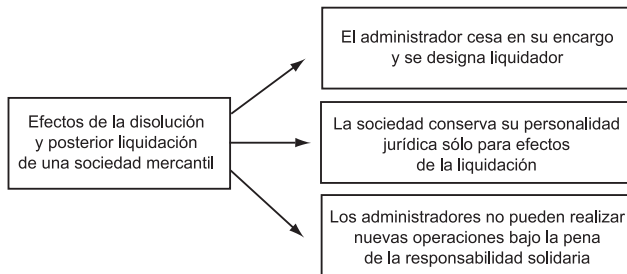 El administrador cesa en su encargo
y se designa liquidador
Efectos de la disolución
y posterior liquidación
de una sociedad mercantil
La sociedad conserva su personalidad
jurídica sólo para efectos
de la liquidación
Los administradores no pueden realizar
nuevas operaciones bajo la pena
de la responsabilidad solidaria